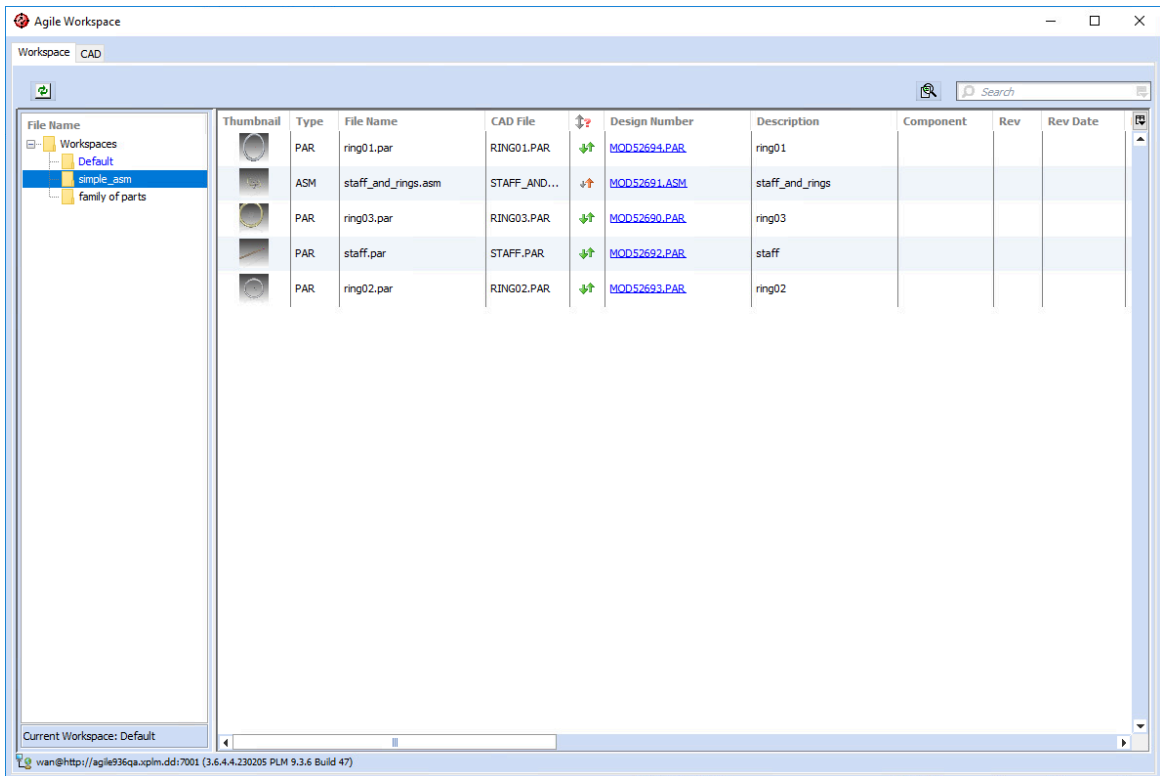 Agile Workspace
Workspace CAD
Search
File Name
Workspaces
Default
simple_asm
family of parts
Current Workspace: Default
Thumbnail Type File Name CAD File Design Number Description Component Rev Rev Date
PAR ring01.par RING01.PAR MOD52694.PAR ring01
ASM staff_and_rings.asm STAFF_AND... MOD52691.ASM staff_and_rings
PAR ring03.par RING03.PAR MOD52690.PAR ring03
PAR staff.par STAFF.PAR MOD52692.PAR staff
PAR ring02.par RING02.PAR MOD52693.PAR ring02
wan@http://agile936qa.xplm.dd:7001 (3.6.4.4.230205 PLM 9.3.6 Build 47)